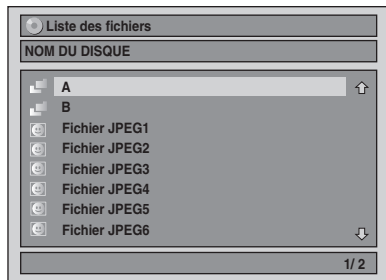 Liste des fichiers
NOM DU DISQUE
A
B
Fichier JPEG1
Fichier JPEG2
Fichier JPEG3
Fichier JPEG4
Fichier JPEG5
Fichier JPEG6
1/ 2